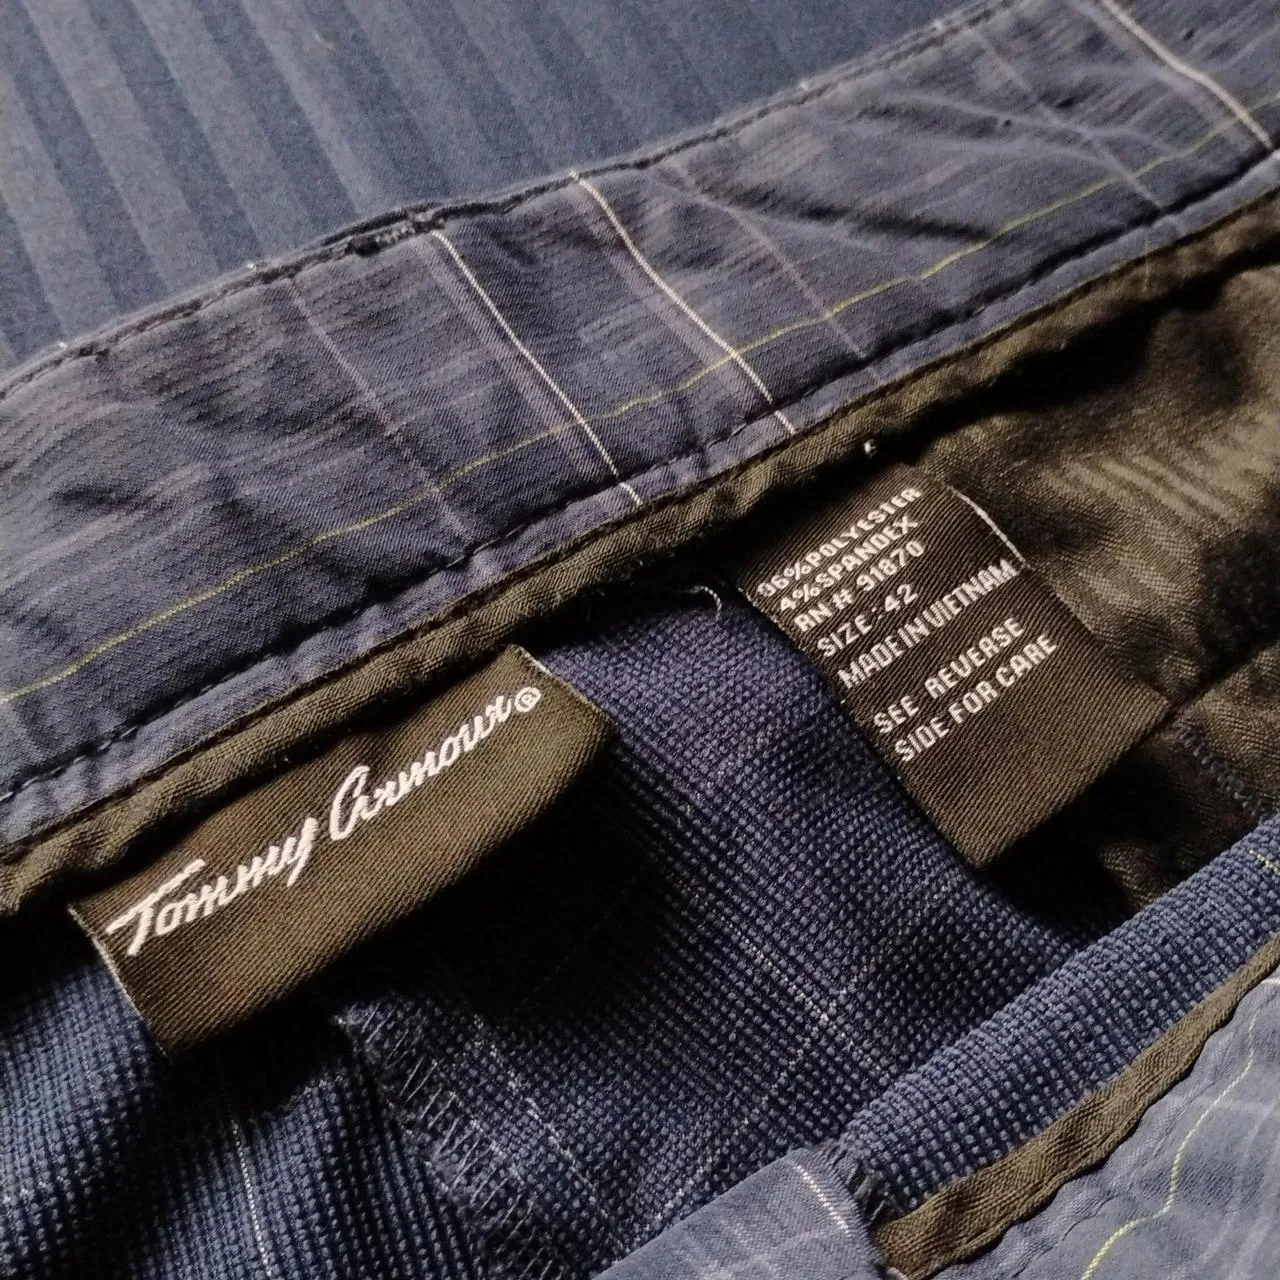 Tommy Armour®
96%POLYESTER
4%SPANDEX
RN# 91870
SIZE:42
MADE IN VIETNAM
SEE REVERSE
SIDE FOR CARE